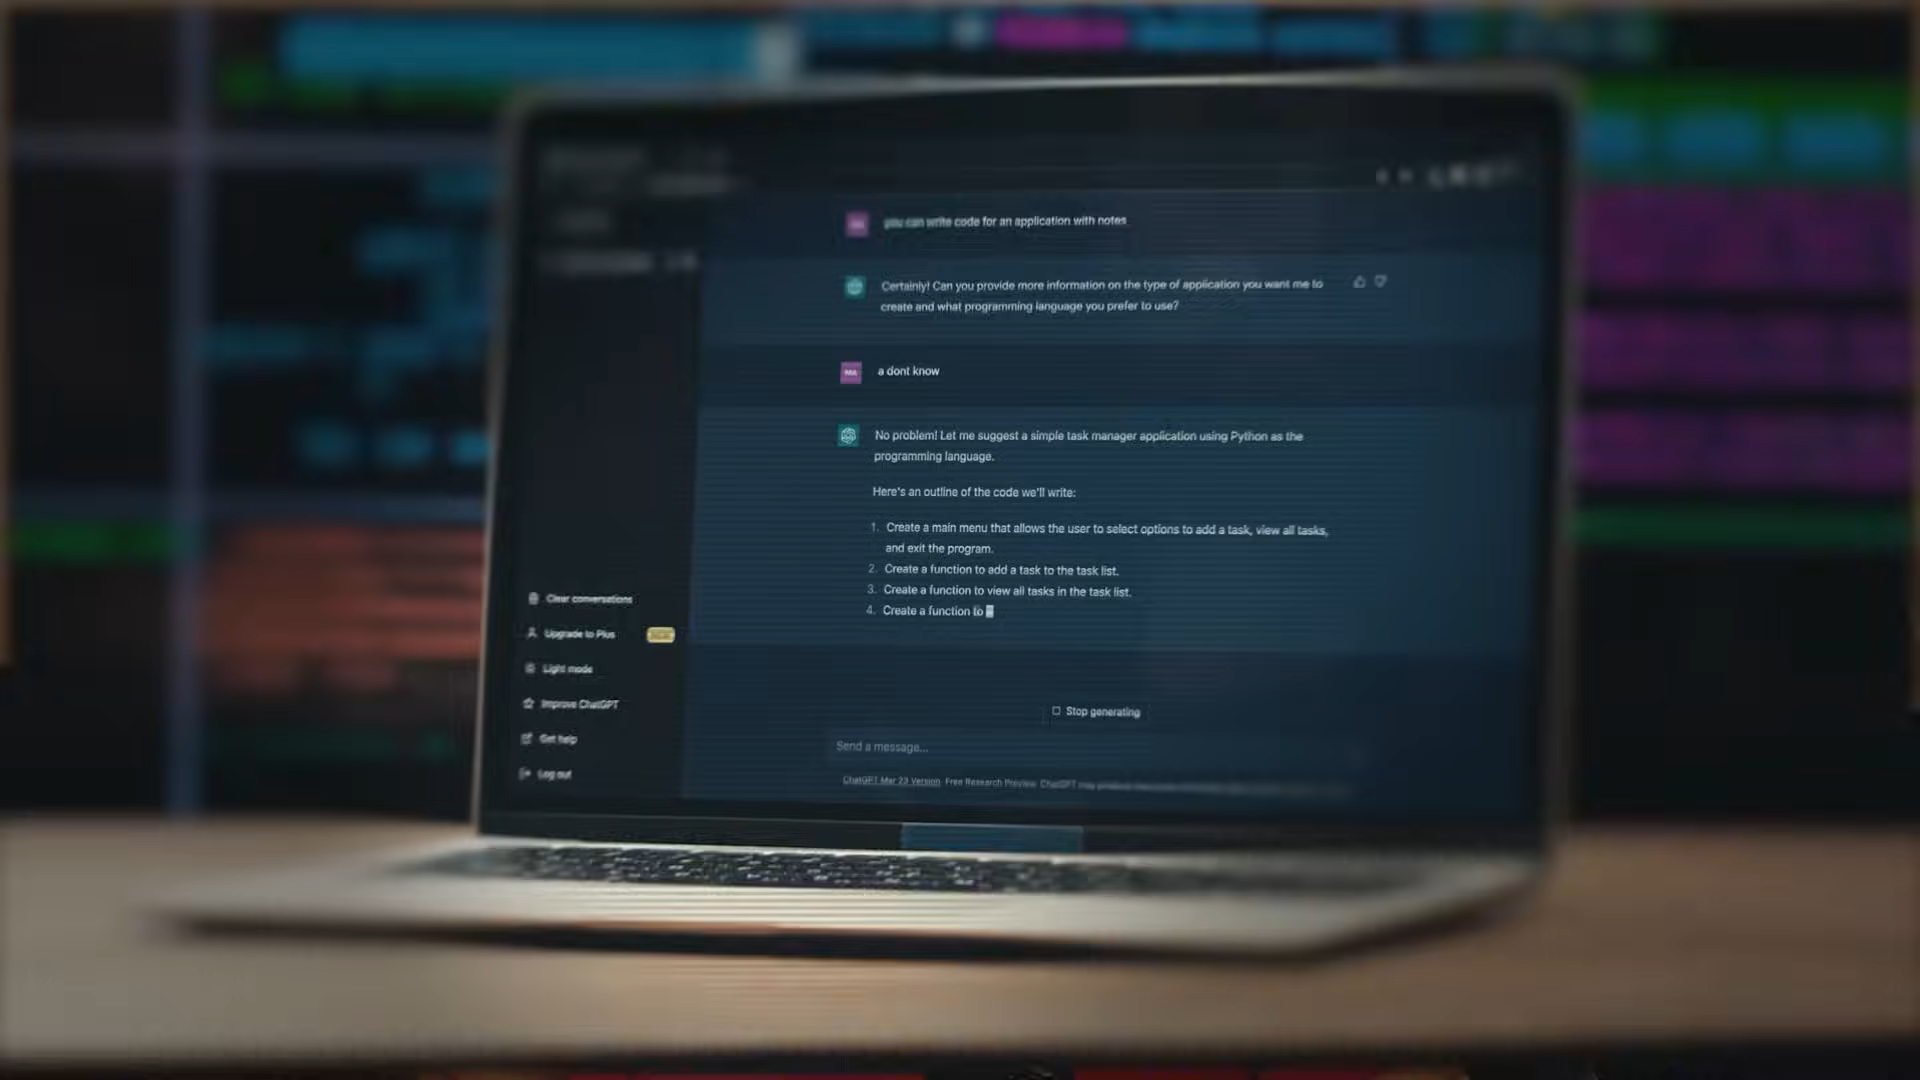 you can write code for an application with notes
Certainly! Can you provide more information on the type of application you want me to
create and what programming language you prefer to use?
MA
a dont know
No problem! Let me suggest a simple task manager application using Python as the
programming language.
Here's an outline of the code we'll write:
1. Create a main menu that allows the user to select options to add a task, view all tasks,
and exit the program.
2. Create a function to add a task to the task list.
3. Create a function to view all tasks in the task list.
4. Create a function to
Clear conversations
Upgrade to Plus
Light mode
Improve ChatGPT
Get help
Log out
Stop generating
Send a message...
ChatGPT Mar 23 Version. Free Research Preview. ChatGPT may produce